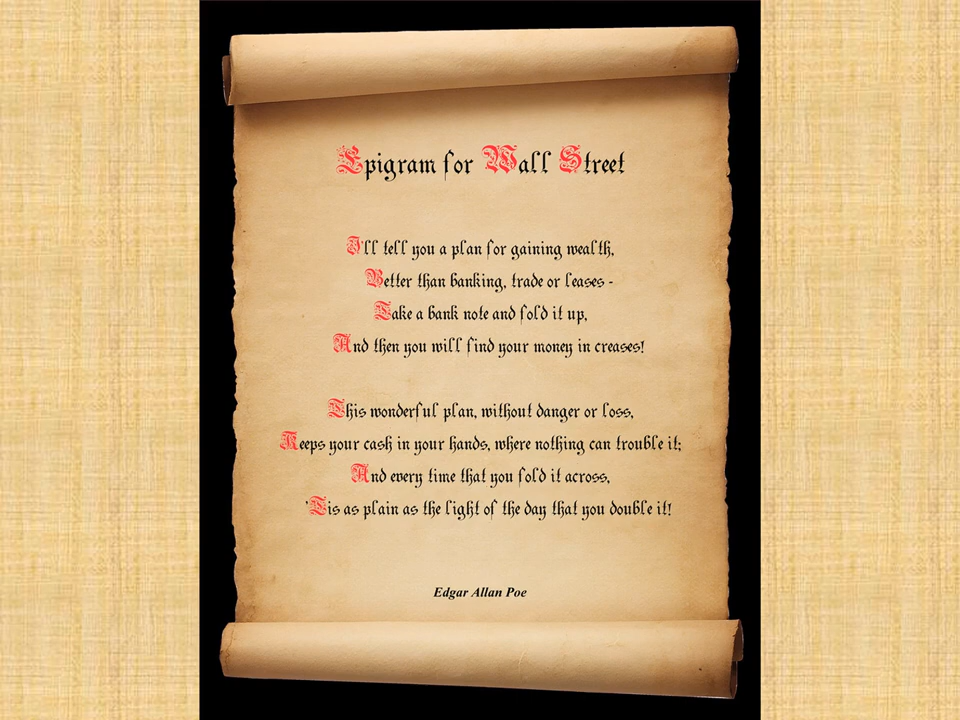 Epigram for Wall Street
I'll tell you a plan for gaining wealth,
Better than banking, trade or leases -
Take a bank note and fold it up,
And then you will find your money in creases!
This wonderful plan, without danger or loss,
Keeps your cash in your hands, where nothing can trouble it;
And every time that you fold it across,
'Tis as plain as the light of the day that you double it!
Edgar Allan Poe